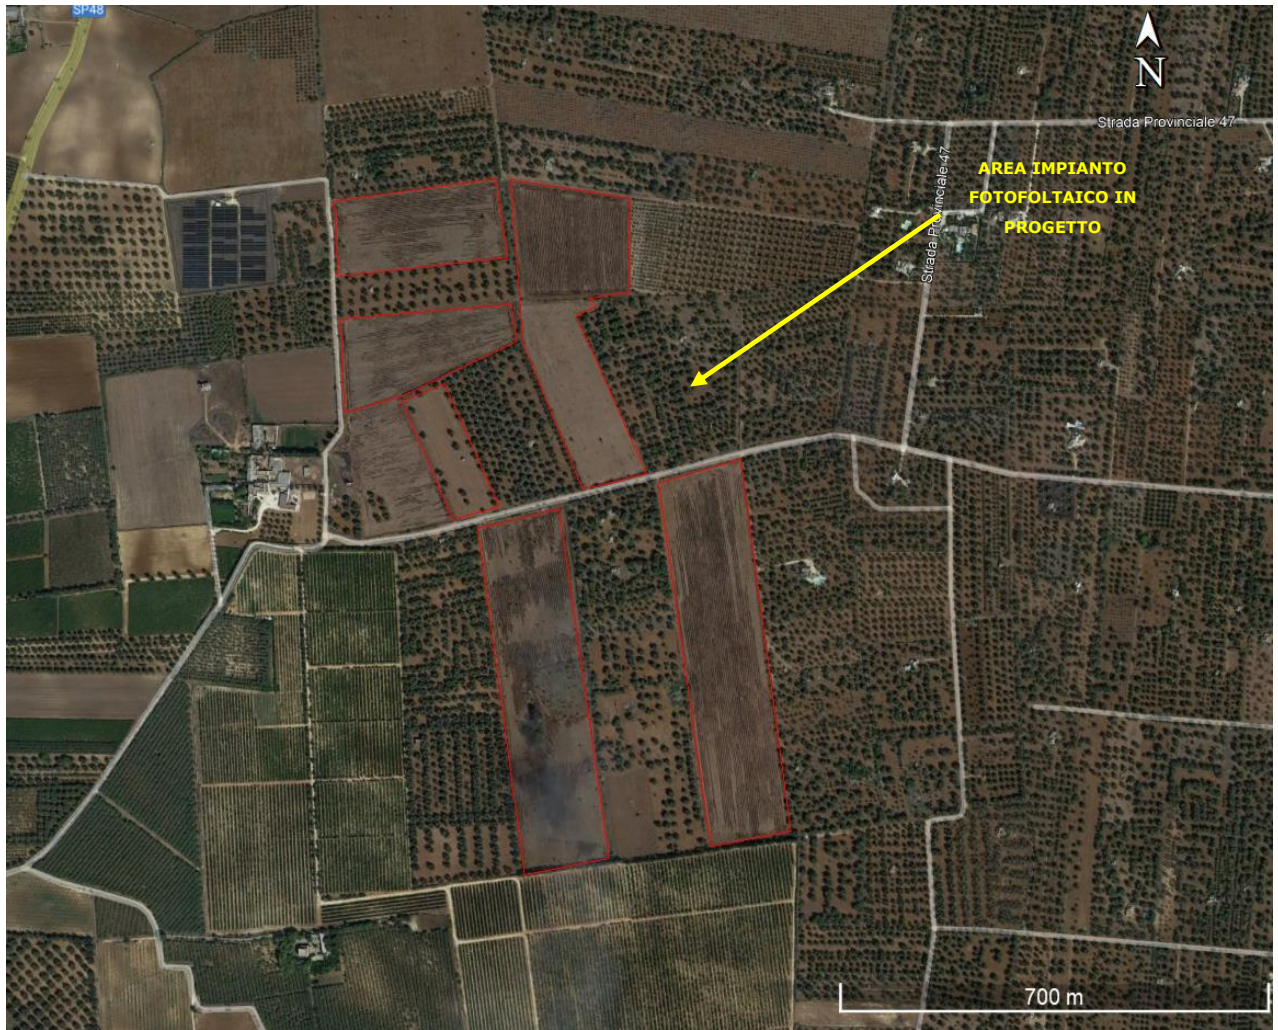 SP48
N
Strada Provinciale 47
AREA IMPIANTO
FOTOFOLTAICO IN
PROGETTO
Strada Provinciale 47
700 m